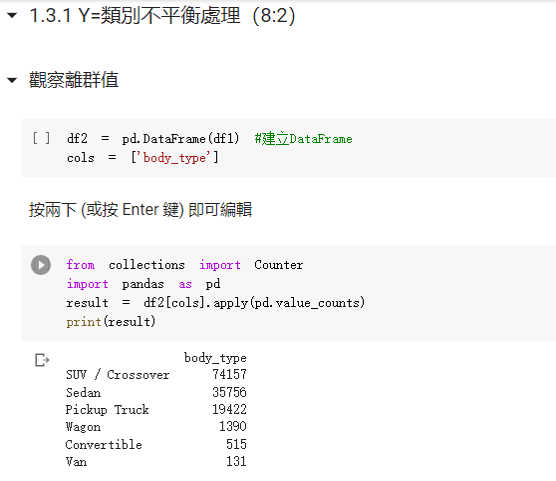 1.3.1 Y=類別不平衡處理（8:2）
觀察離群值
[ ] df2 = pd.DataFrame(df1) #建立DataFrame
cols = ['body_type']
按兩下 (或按 Enter 鍵) 即可編輯
from collections import Counter
import pandas as pd
result = df2[cols].apply(pd.value_counts)
print(result)
body_type
SUV / Crossover 74157
Sedan 35756
Pickup Truck 19422
Wagon 1390
Convertible 515
Van 131